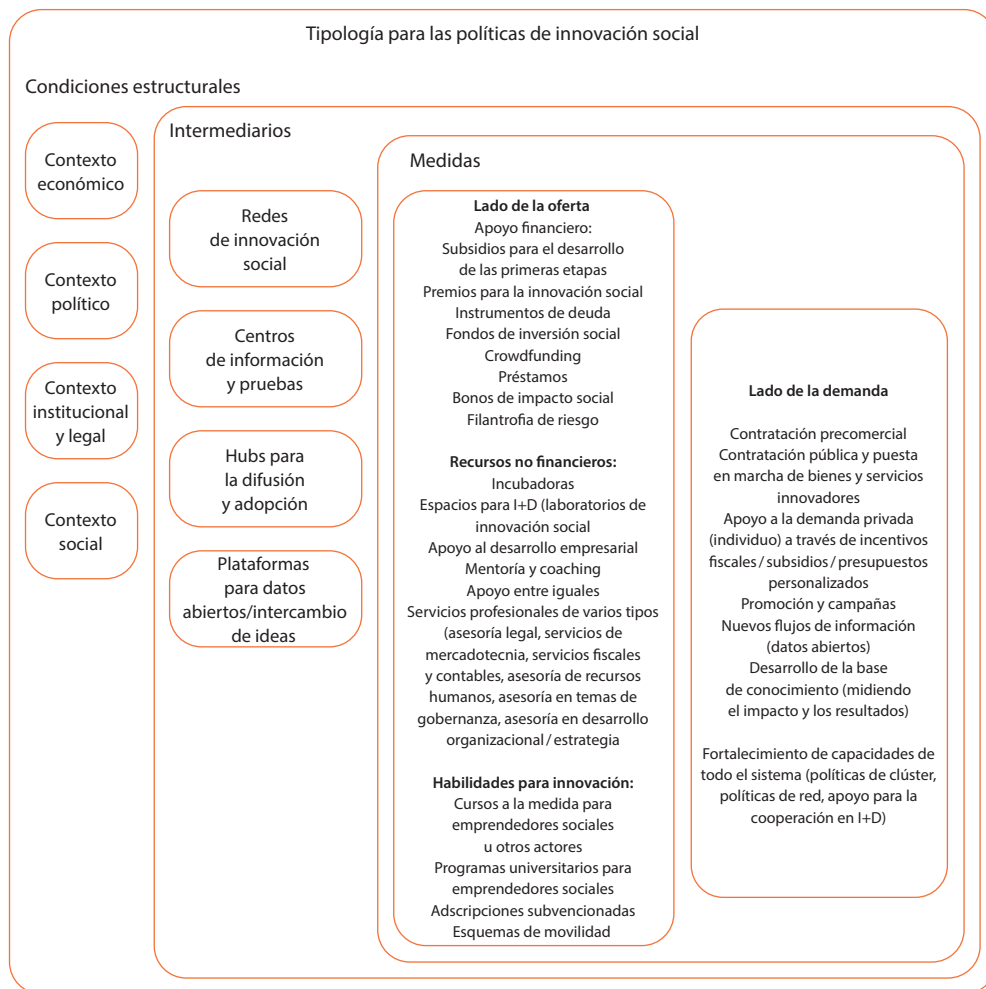 Tipología para las políticas de innovación social
Condiciones estructurales
Contexto
económico
Contexto
político
Contexto
institucional
y legal
Contexto
social
Intermediarios
Redes
de innovación
social
Centros
de información
y pruebas
Hubs para
la difusión
y adopción
Plataformas
para datos
abiertos/intercambio
de ideas
Medidas
Lado de la oferta
Apoyo financiero:
Subsidios para el desarrollo
de las primeras etapas
Premios para la innovación social
Instrumentos de deuda
Fondos de inversión social
Crowdfunding
Préstamos
Bonos de impacto social
Filantrofia de riesgo
Recursos no financieros:
Incubadoras
Espacios para I+D (laboratorios de
innovación social
Apoyo al desarrollo empresarial
Mentoría y coaching
Apoyo entre iguales
Servicios profesionales de varios tipos
(asesoría legal, servicios de
mercadotecnia, servicios fiscales
y contables, asesoría de recursos
humanos, asesoría en temas de
gobernanza, asesoría en desarrollo
organizacional / estrategia
Habilidades para innovación:
Cursos a la medida para
emprendedores sociales
u otros actores
Programas universitarios para
emprendedores sociales
Adscripciones subvencionadas
Esquemas de movilidad
Lado de la demanda
Contratación precomercial
Contratación pública y puesta
en marcha de bienes y servicios
innovadores
Apoyo a la demanda privada
(individuo) a través de incentivos
fiscales / subsidios / presupuestos
personalizados
Promoción y campañas
Nuevos flujos de información
(datos abiertos)
Desarrollo de la base
de conocimiento (midiendo
el impacto y los resultados)
Fortalecimiento de capacidades de
todo el sistema (políticas de clúster,
políticas de red, apoyo para la
cooperación en I+D)